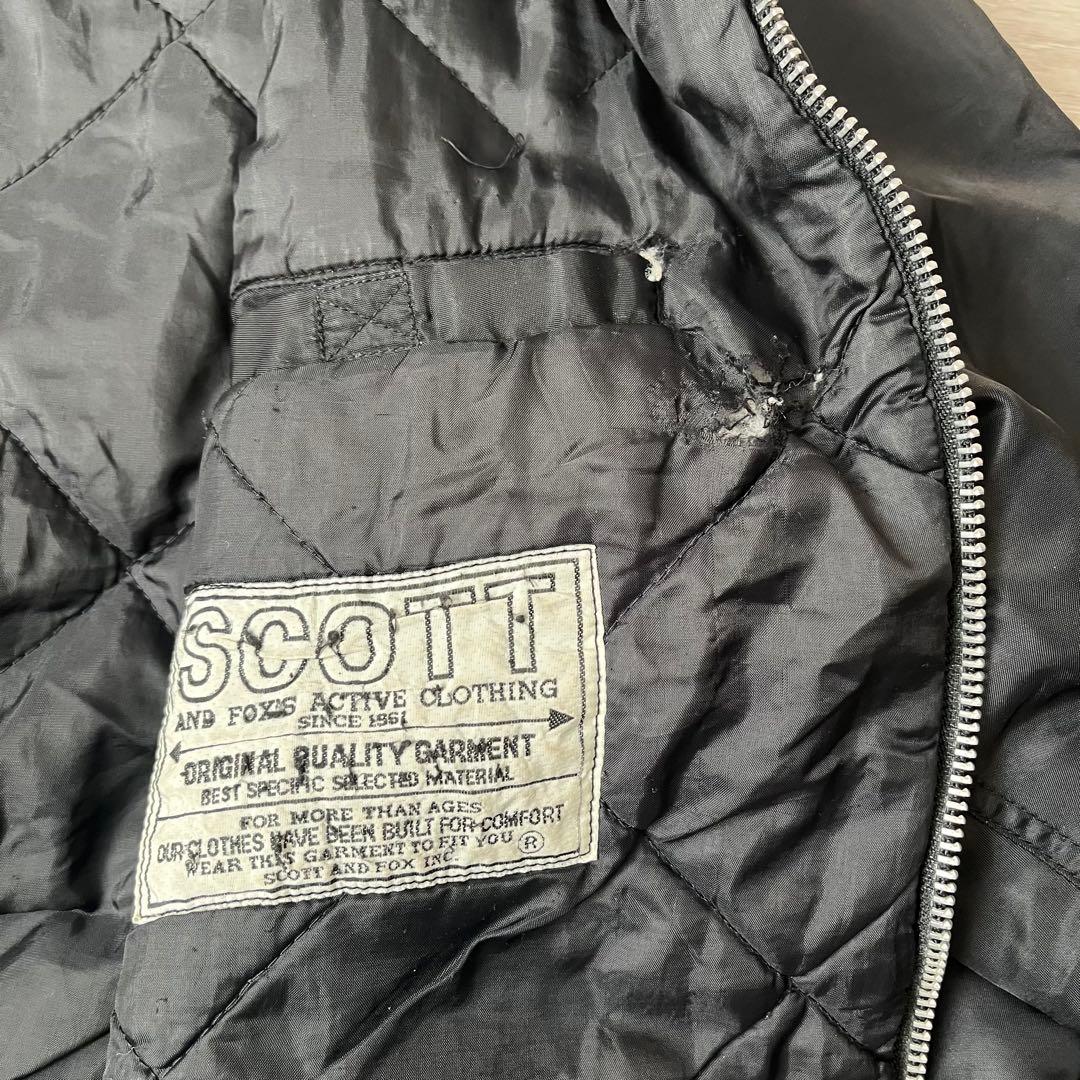 SCOTT
AND FOX'S ACTIVE CLOTHING
SINCE 1961
ORIGINAL QUALITY GARMENT
BEST SPECIFIC SELECTED MATERIAL
FOR MORE THAN AGES
OUR CLOTHES HAVE BEEN BUILT FOR COMFORT
WEAR THIS GARMENT TO FIT YOU ®
SCOTT AND FOX INC.